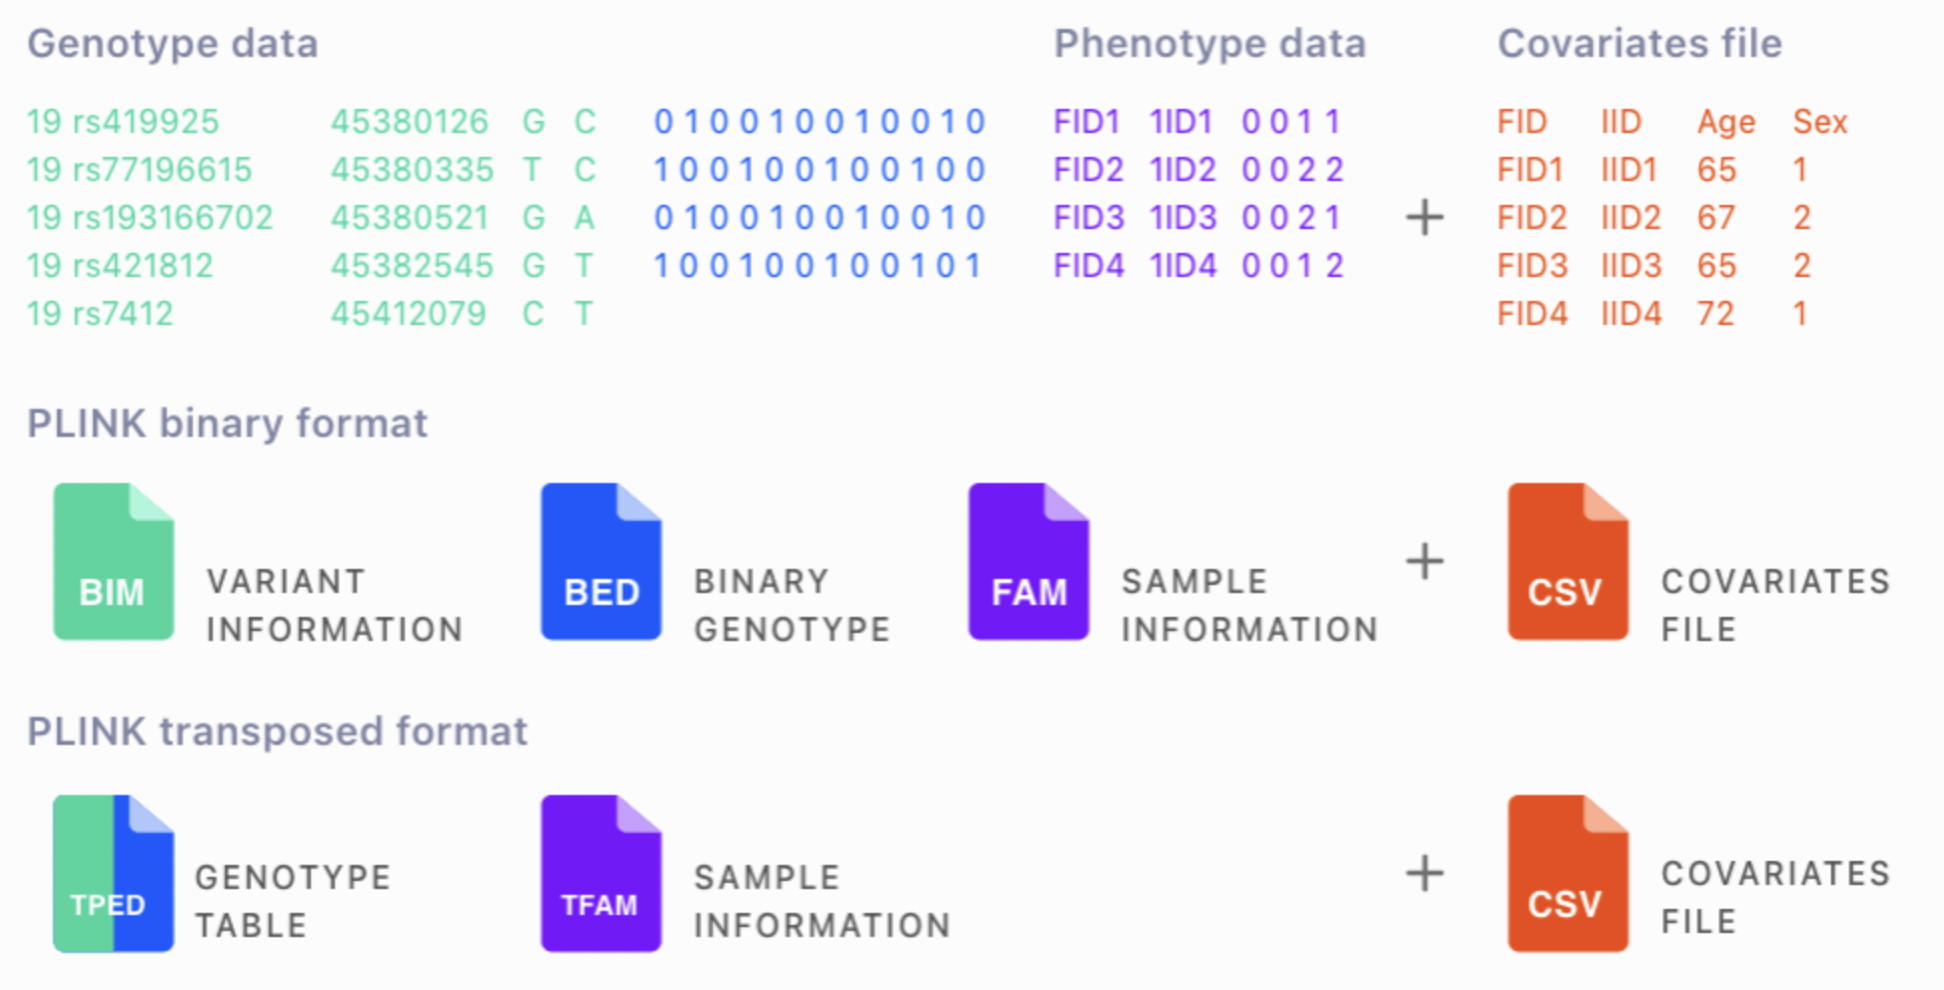 Genotype data
19 rs419925 45380126 G C 0 1 0 0 1 0 0 1 0 0 1 0
19 rs77196615 45380335 T C 1 0 0 1 0 0 1 0 0 1 0 0
19 rs193166702 45380521 G A 0 1 0 0 1 0 0 1 0 0 1 0
19 rs421812 45382545 G T 1 0 0 1 0 0 1 0 0 1 0 1
19 rs7412 45412079 C T
Phenotype data
FID1 1ID1 0 0 1 1
FID2 1ID2 0 0 2 2
FID3 1ID3 0 0 2 1
FID4 1ID4 0 0 1 2
+
Covariates file
FID IID Age Sex
FID1 IID1 65 1
FID2 IID2 67 2
FID3 IID3 65 2
FID4 IID4 72 1
PLINK binary format
BIM
VARIANT
INFORMATION
BED
BINARY
GENOTYPE
FAM
SAMPLE
INFORMATION
+
CSV
COVARIATES
FILE
PLINK transposed format
TPED
GENOTYPE
TABLE
TFAM
SAMPLE
INFORMATION
+
CSV
COVARIATES
FILE